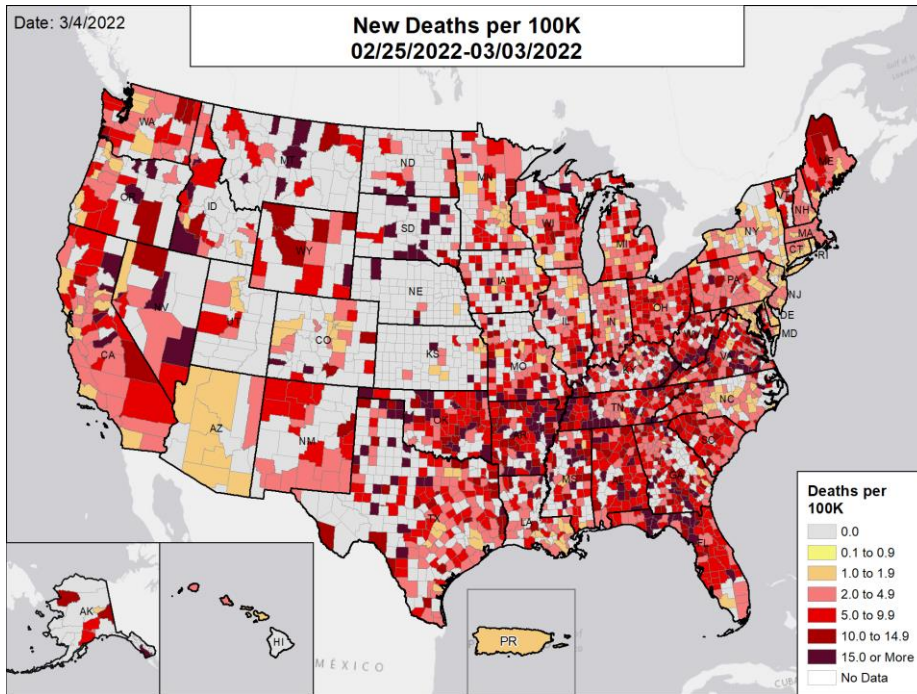 Date: 3/4/2022
New Deaths per 100K
02/25/2022-03/03/2022
WA
ND
MN
ME
OR
ID
SD
WI
VT
NH
WY
MI
NY
MA
CT
RI
IA
NE
PA
NJ
NV
UT
IL
IN
OH
DE
MD
CO
CA
KS
MO
KY
VA
OK
TN
NC
AZ
NM
AR
SC
MS
TX
LA
FL
AK
HI
PR
MÉXICO
Deaths per
100K
0.0
0.1 to 0.9
1.0 to 1.9
2.0 to 4.9
5.0 to 9.9
10.0 to 14.9
15.0 or More
No Data